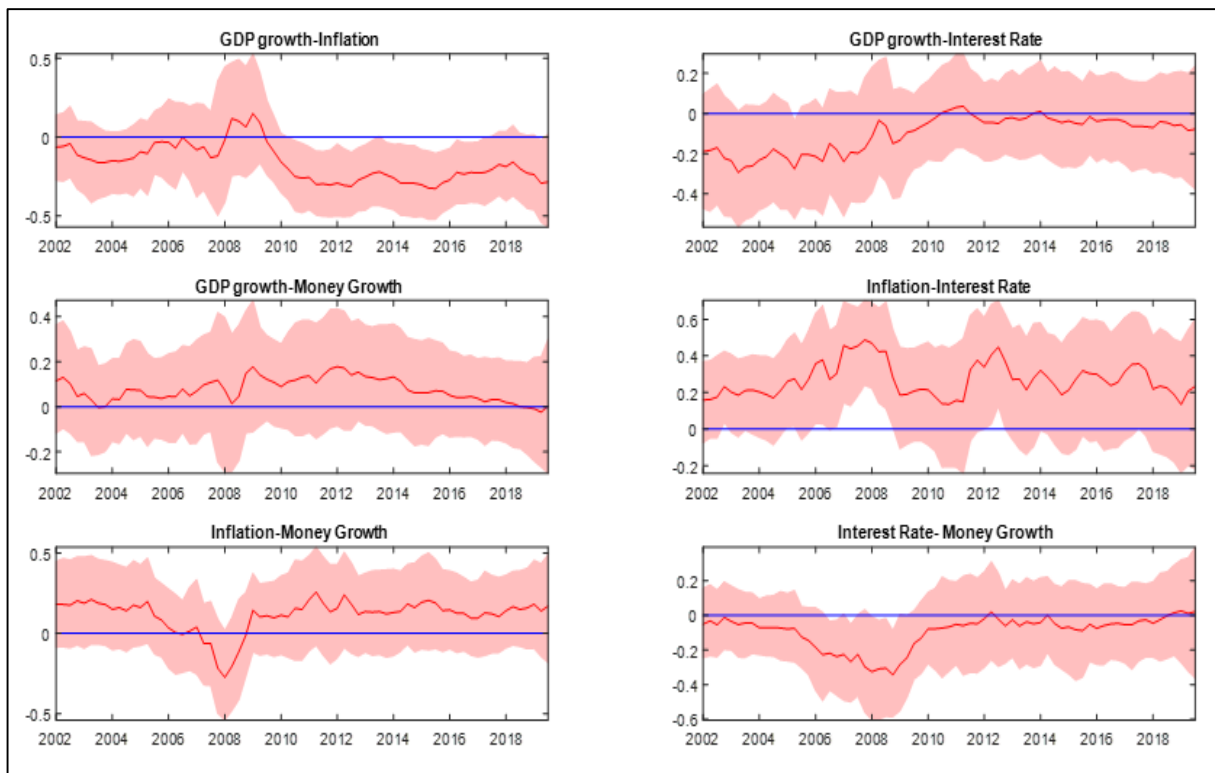 GDP growth-Inflation
0.5
0
-0.5
2002 2004 2006 2008 2010 2012 2014 2016 2018
GDP growth-Interest Rate
0.2
0
-0.2
-0.4
2002 2004 2006 2008 2010 2012 2014 2016 2018
GDP growth-Money Growth
0.4
0.2
0
-0.2
2002 2004 2006 2008 2010 2012 2014 2016 2018
Inflation-Interest Rate
0.6
0.4
0.2
0
-0.2
2002 2004 2006 2008 2010 2012 2014 2016 2018
Inflation-Money Growth
0.5
0
-0.5
2002 2004 2006 2008 2010 2012 2014 2016 2018
Interest Rate- Money Growth
0.2
0
-0.2
-0.4
-0.6
2002 2004 2006 2008 2010 2012 2014 2016 2018